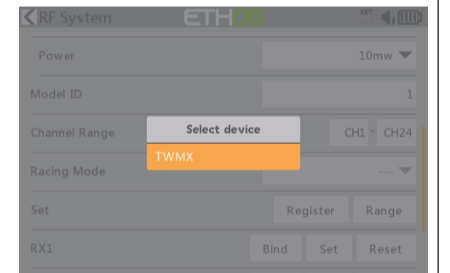 RF System ETHOS EXT
Power 10mw
Model ID 1
Channel Range CH1 - CH24
Select device
TWMX
Racing Mode ---
Set Register Range
RX1 Bind Set Reset